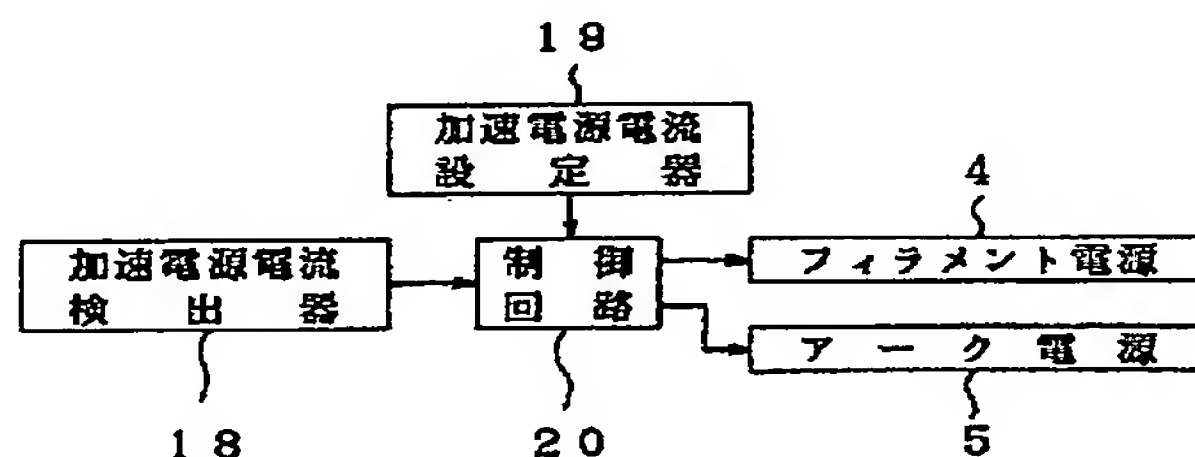 19
加速電源電流
設定器
4
加速電源電流
検出器
制御
回路
フィラメント電源
アーク電源
18
20
5